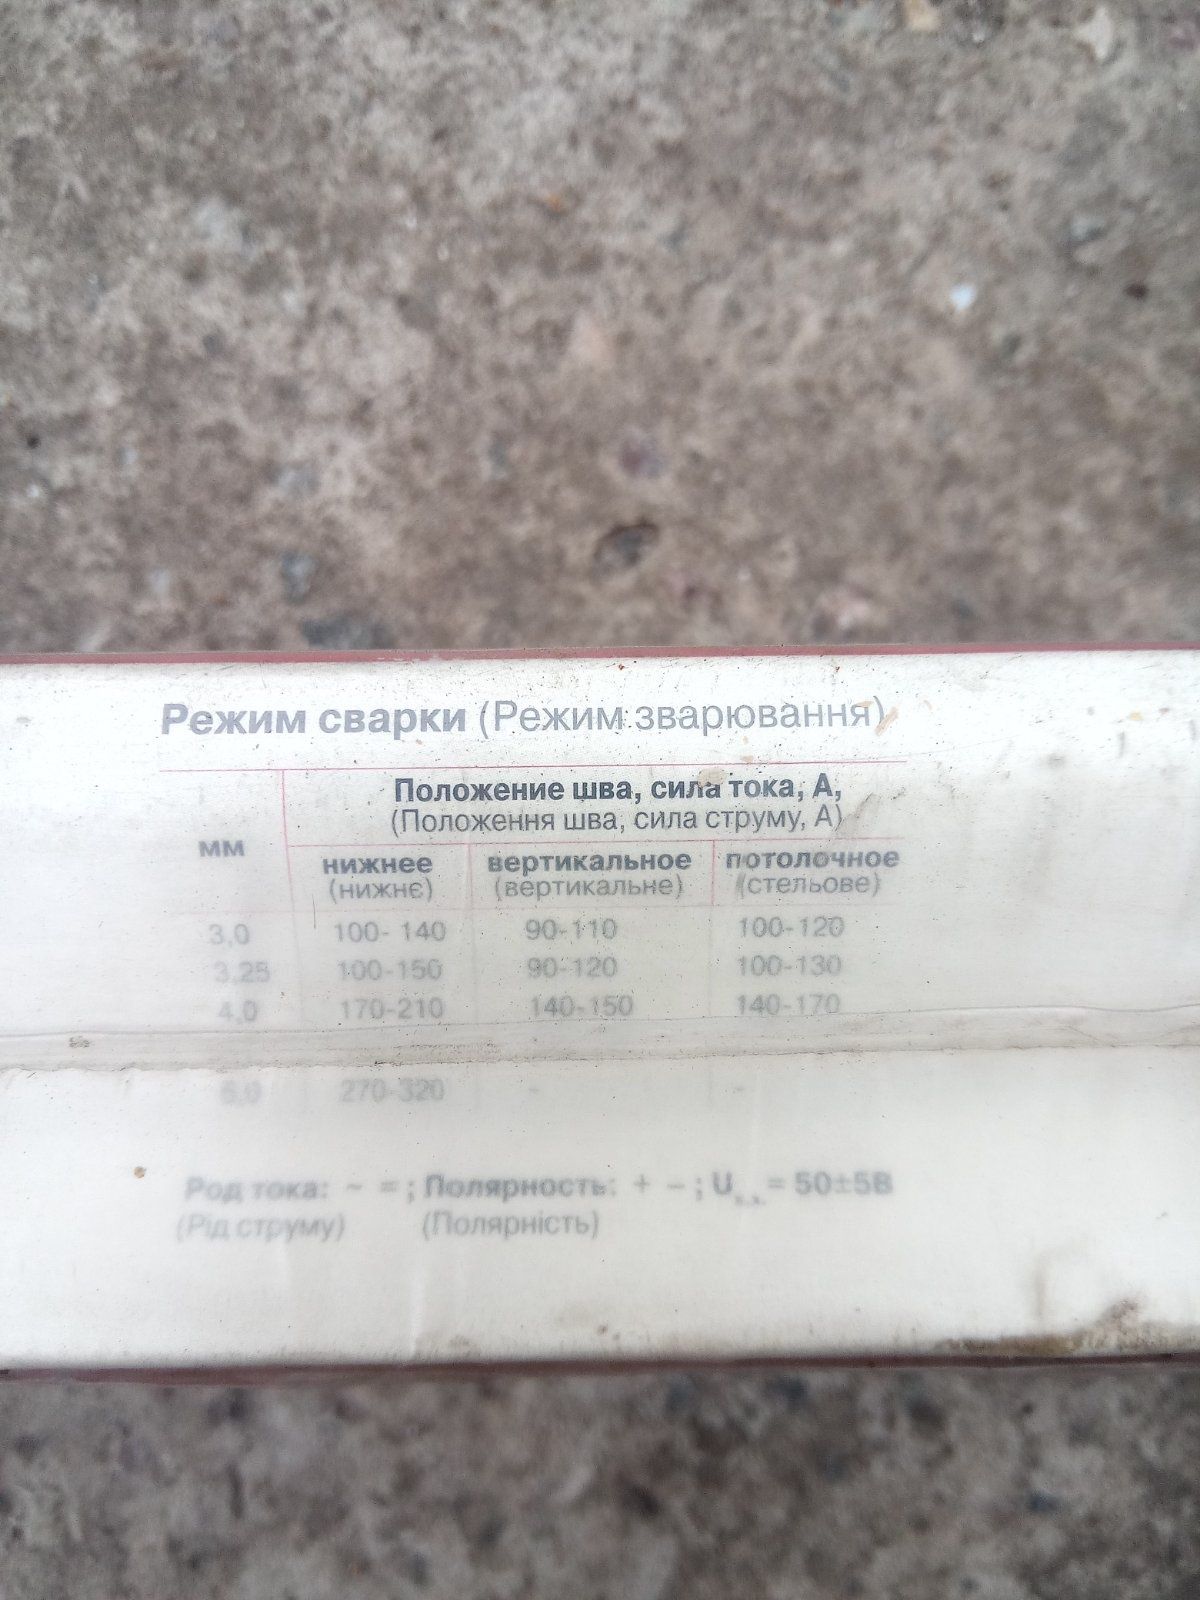 Режим сварки (Режим зварювання)
Положение шва, сила тока, А,
(Положення шва, сила струму, А)
мм
нижнее вертикальное потолочное
(нижнє) (вертикальне) (стельове)
3,0 100- 140 90-110 100-120
3,25 100-150 90-120 100-130
4,0 170-210 140-150 140-170
270-320 - -
Род тока: ~ = ; Полярность: + – ; U = 50±5В
(Рід струму) (Полярність)